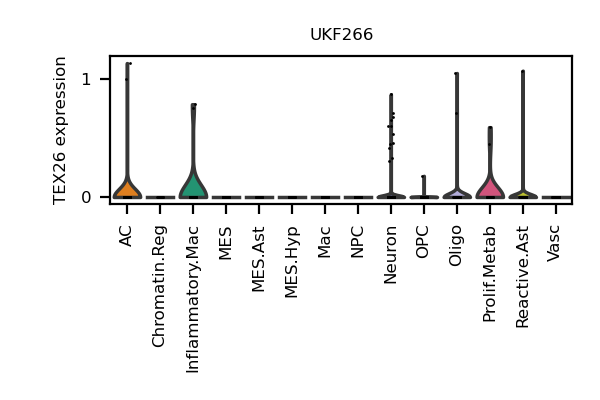 UKF266
TEX26 expression
1
0
AC
Chromatin.Reg
Inflammatory.Mac
MES
MES.Ast
MES.Hyp
Mac
NPC
Neuron
OPC
Oligo
Prolif.Metab
Reactive.Ast
Vasc